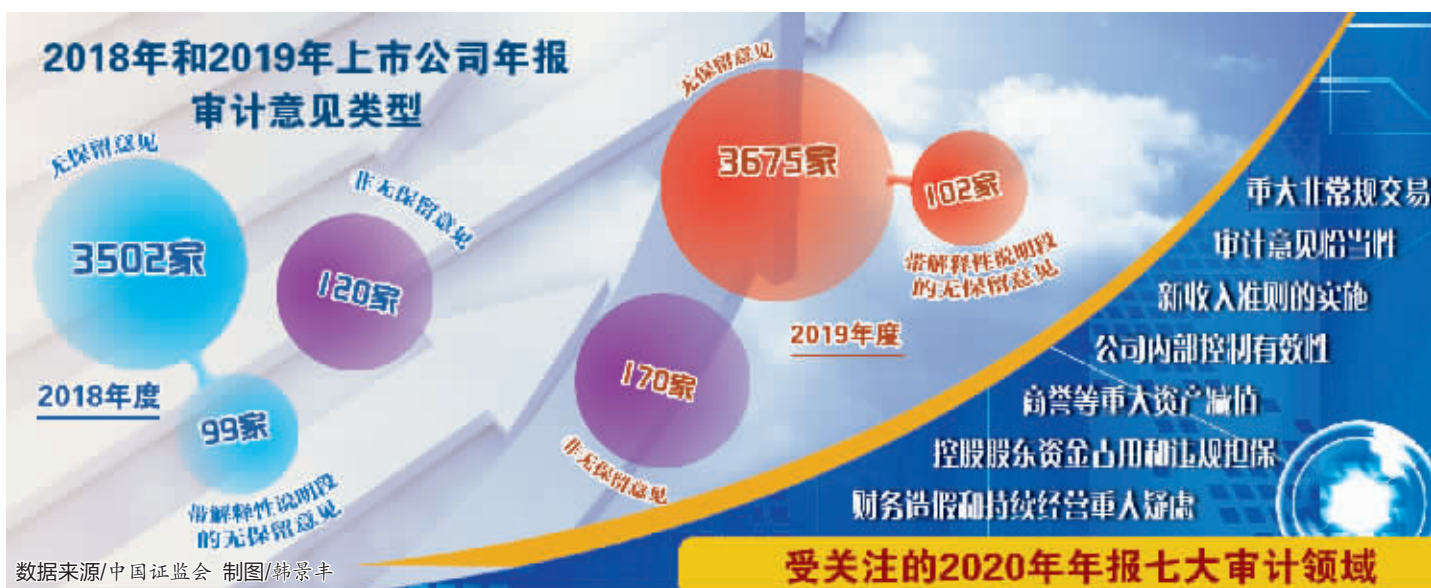 2018年和2019年上市公司年报
审计意见类型
无保留意见
3502家
2018年度
99家
带解释性说明段
的无保留意见
非无保留意见
120家
无保留意见
3675家
102家
带解释性说明段
的无保留意见
2019年度
170家
非无保留意见
重大非常规交易
审计意见恰当性
新收入准则的实施
公司内部控制有效性
商誉等重大资产减值
控股股东资金占用和违规担保
财务造假和持续经营重大疑虑
受关注的2020年年报七大审计领域
数据来源/中国证监会 制图/韩景丰